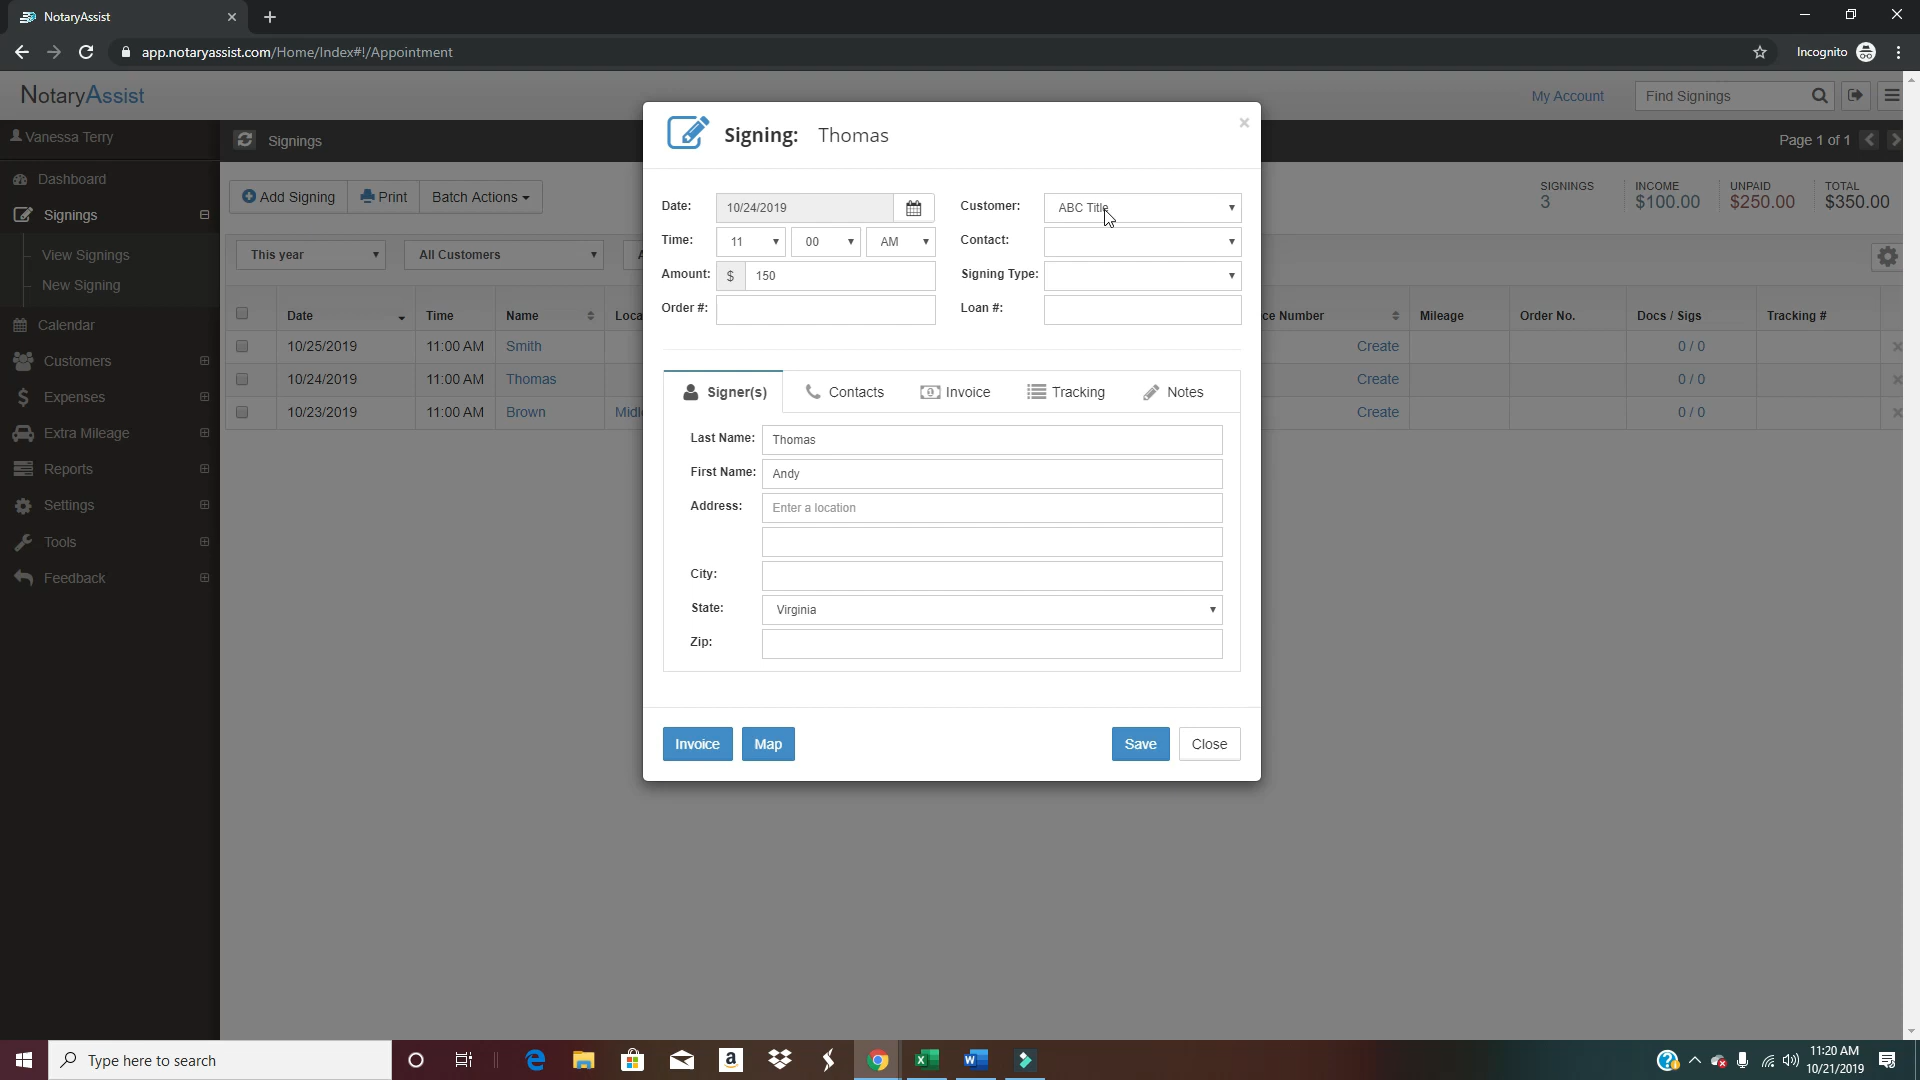 NotaryAssist
app.notaryassist.com/Home/Index#!/Appointment
Incognito
NotaryAssist
My Account
Find Signings
Vanessa Terry
Signings
Page 1 of 1
Dashboard
Signings
View Signings
New Signing
Calendar
Customers
Expenses
Extra Mileage
Reports
Settings
Tools
Feedback
Add Signing
Print
Batch Actions
SIGNINGS
3
INCOME
$100.00
UNPAID
$250.00
TOTAL
$350.00
This year
All Customers
Date Time Name Loca ce Number Mileage Order No. Docs / Sigs Tracking #
10/25/2019 11:00 AM Smith Create 0 / 0
10/24/2019 11:00 AM Thomas Create 0 / 0
10/23/2019 11:00 AM Brown Midl Create 0 / 0
Signing: Thomas
Date: 10/24/2019
Customer: ABC Title
Time: 11 00 AM
Contact:
Amount: $ 150
Signing Type:
Order #:
Loan #:
Signer(s)
Contacts
Invoice
Tracking
Notes
Last Name: Thomas
First Name: Andy
Address: Enter a location
City:
State: Virginia
Zip:
Invoice
Map
Save
Close
Type here to search
11:20 AM
10/21/2019